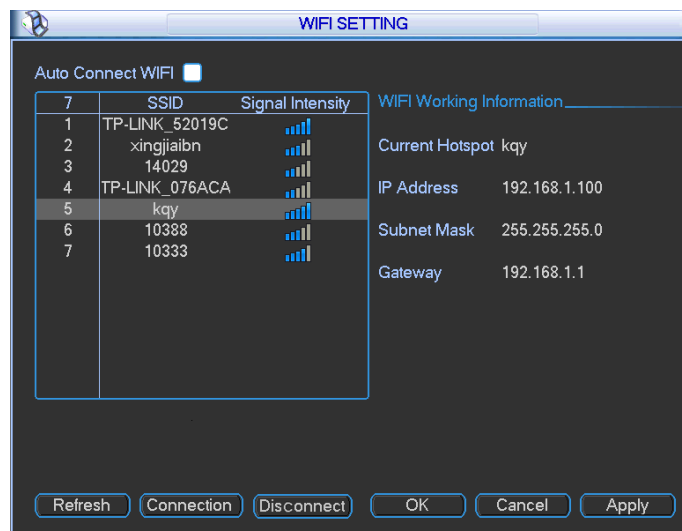 WIFI SETTING
Auto Connect WIFI
7 SSID Signal Intensity
1 TP-LINK_52019C
2 xingjiaibn
3 14029
4 TP-LINK_076ACA
5 kqy
6 10388
7 10333
WIFI Working Information
Current Hotspot kqy
IP Address 192.168.1.100
Subnet Mask 255.255.255.0
Gateway 192.168.1.1
Refresh Connection Disconnect OK Cancel Apply